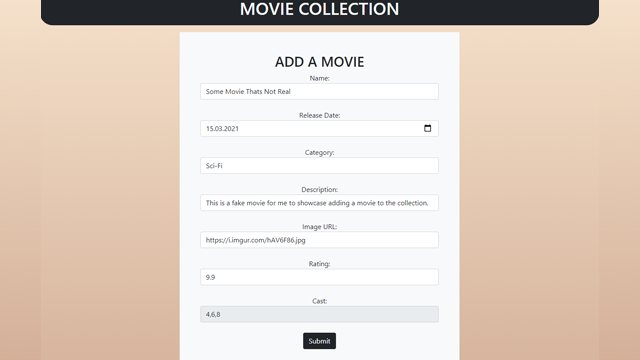 MOVIE COLLECTION
ADD A MOVIE
Name:
Some Movie Thats Not Real
Release Date:
15.03.2021
Category:
Sci-Fi
Description:
This is a fake movie for me to showcase adding a movie to the collection.
Image URL:
https://i.imgur.com/hAV6F86.jpg
Rating:
9.9
Cast:
4,6,8
Submit